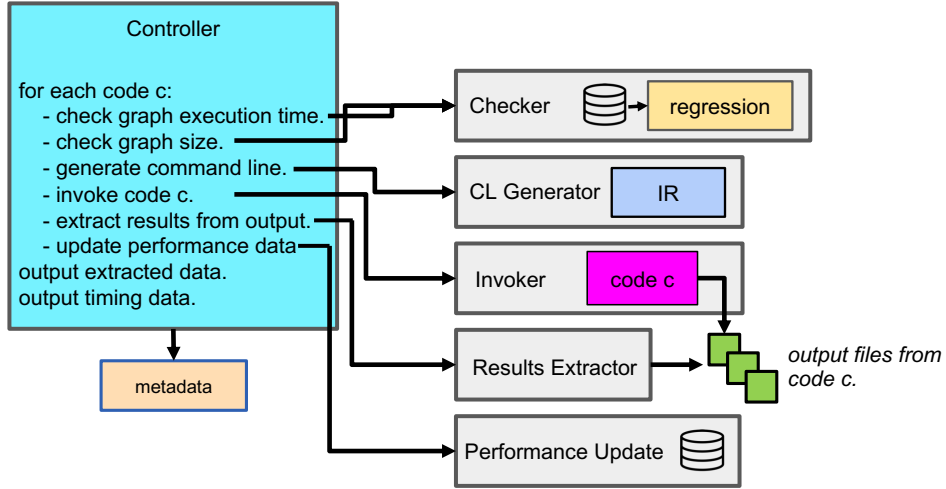 Controller
for each code c:
- check graph execution time.
- check graph size.
- generate command line.
- invoke code c.
- extract results from output.
- update performance data
output extracted data.
output timing data.
metadata
Checker
regression
CL Generator
IR
Invoker
code c
Results Extractor
output files from
code c.
Performance Update